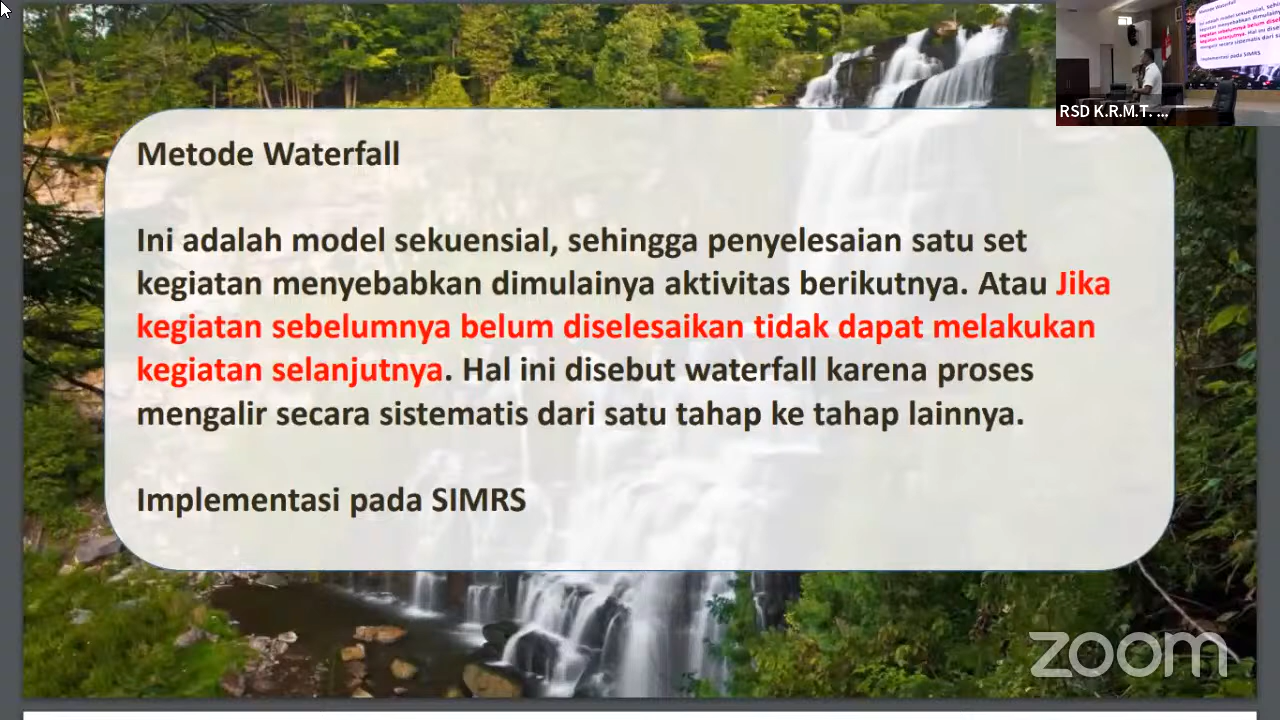 Metode Waterfall
Ini adalah model sekuensial, sehingga penyelesaian satu set
kegiatan menyebabkan dimulainya aktivitas berikutnya. Atau Jika
kegiatan sebelumnya belum diselesaikan tidak dapat melakukan
kegiatan selanjutnya. Hal ini disebut waterfall karena proses
mengalir secara sistematis dari satu tahap ke tahap lainnya.
Implementasi pada SIMRS
RSD K.R.M.T. ...
zoom